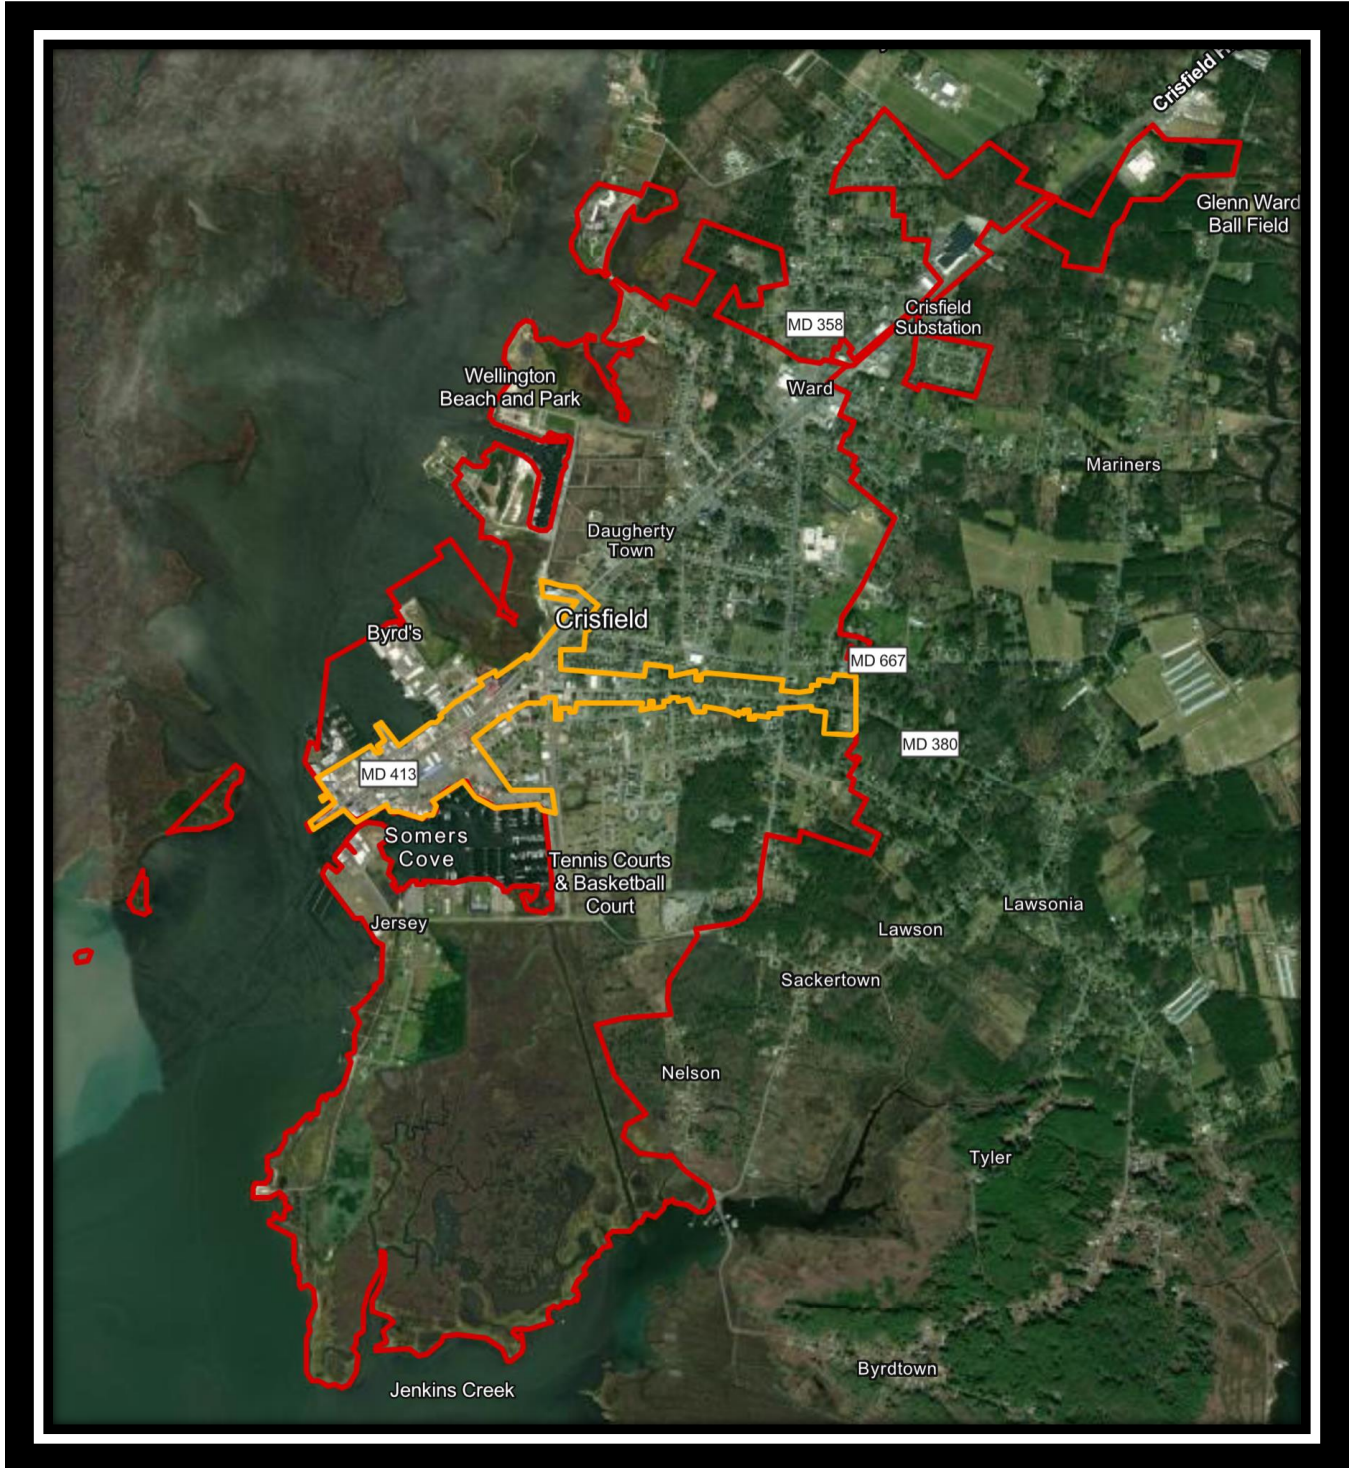 Crisfield
Glenn Ward
Ball Field
Crisfield
Substation
MD 358
Wellington
Beach and Park
Ward
Mariners
Daugherty
Town
Crisfield
Byrd's
MD 667
MD 380
MD 413
Somers
Cove
Tennis Courts
& Basketball
Court
Jersey
Lawsonia
Lawson
Sackertown
Nelson
Tyler
Byrdtown
Jenkins Creek